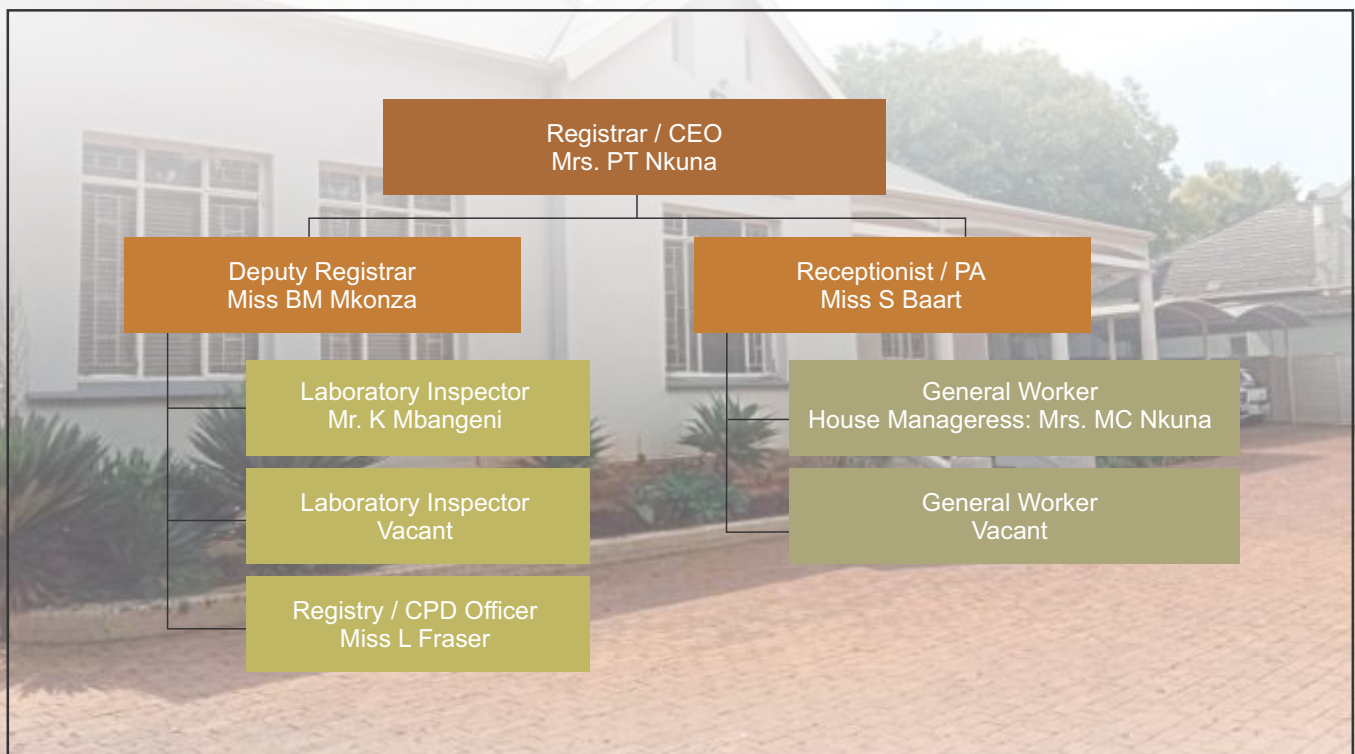 Registrar / CEO
Mrs. PT Nkuna
Deputy Registrar
Miss BM Mkonza
Receptionist / PA
Miss S Baart
Laboratory Inspector
Mr. K Mbangeni
Laboratory Inspector
Vacant
Registry / CPD Officer
Miss L Fraser
General Worker
House Manageress: Mrs. MC Nkuna
General Worker
Vacant